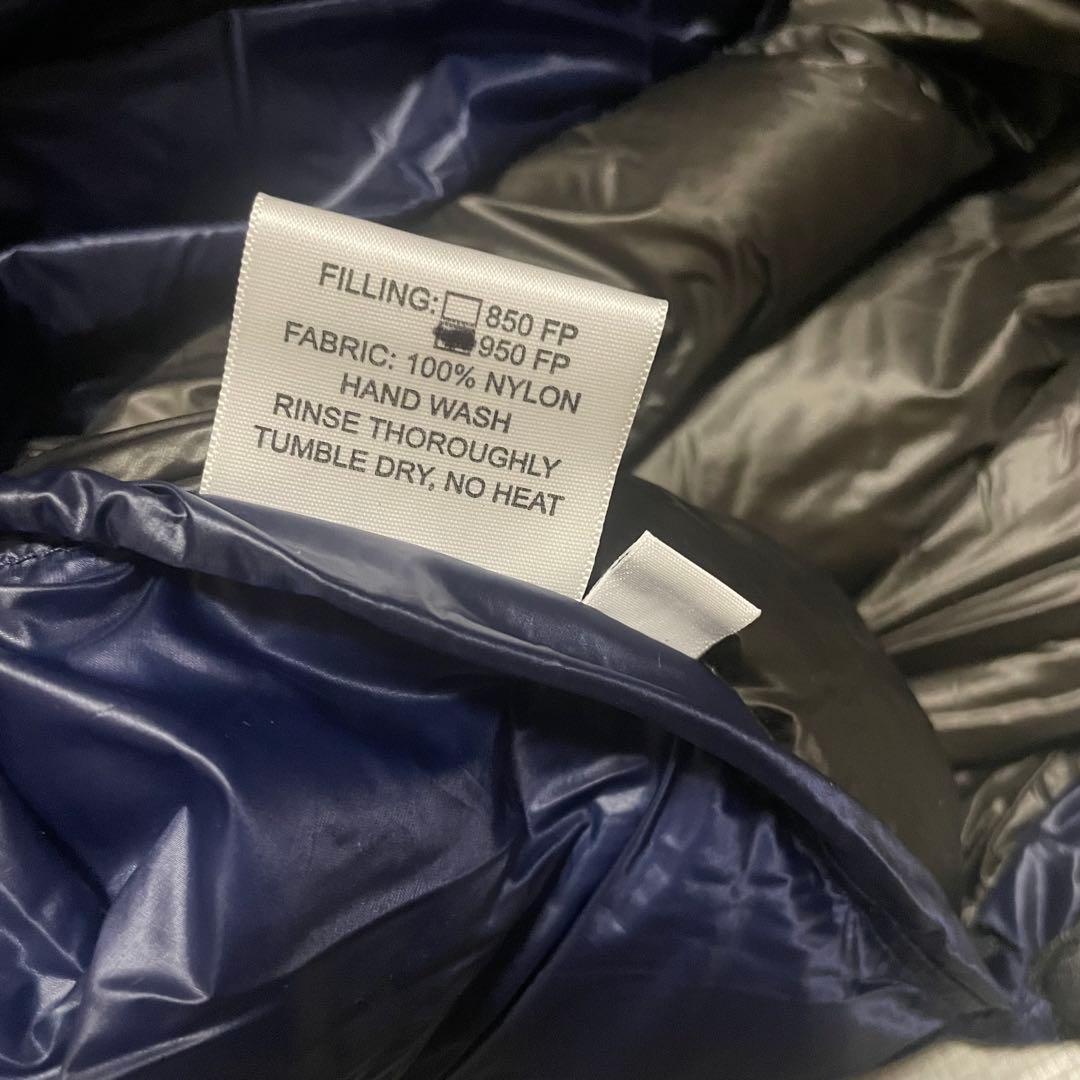 FILLING: 850 FP
950 FP
FABRIC: 100% NYLON
HAND WASH
RINSE THOROUGHLY
TUMBLE DRY, NO HEAT